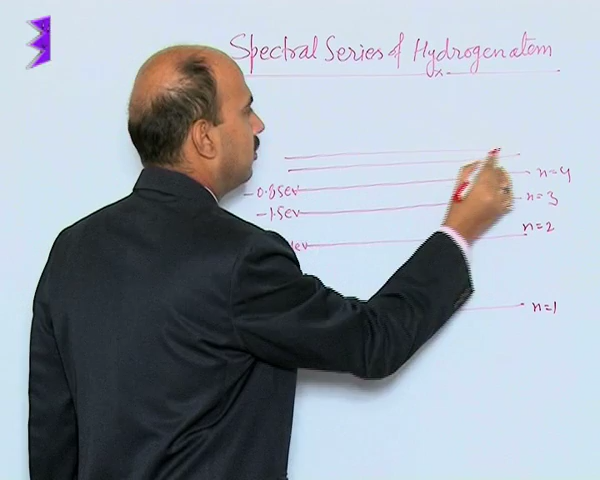 Spectral Series of Hydrogen atom
n=4
-0.85eV
n=3
-1.5eV
n=2
n=1